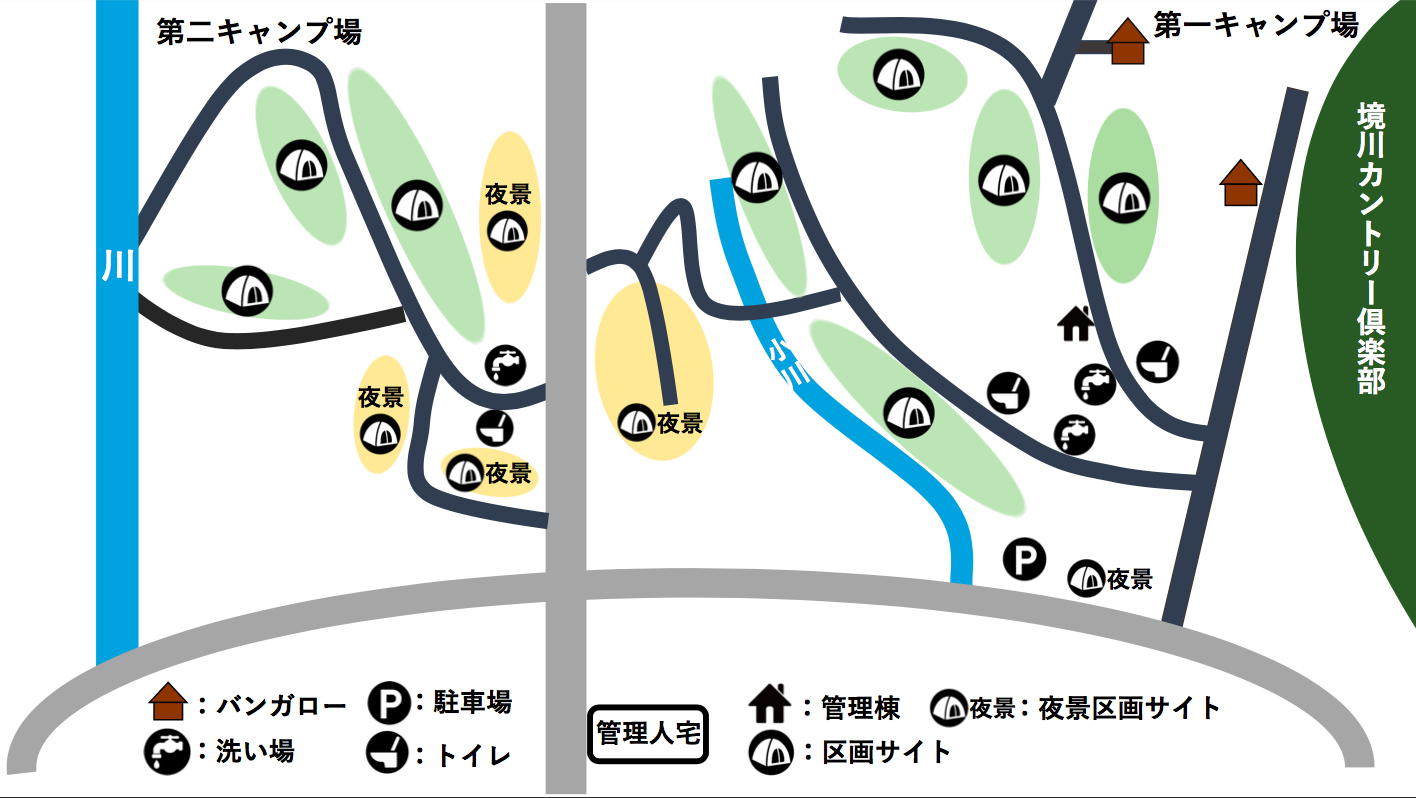 第二キャンプ場
第一キャンプ場
境川カントリー倶楽部
川
夜景
夜景
夜景
夜景
小川
P
夜景
：バンガロー
P：駐車場
：洗い場
：トイレ
管理人宅
：管理棟
夜景：夜景区画サイト
：区画サイト